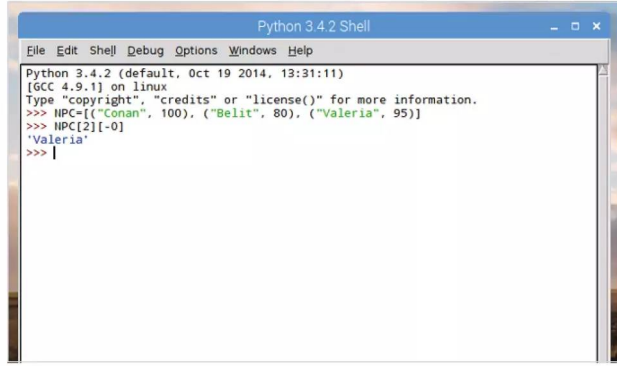 Python 3.4.2 Shell
File Edit Shell Debug Options Windows Help
Python 3.4.2 (default, Oct 19 2014, 13:31:11)
[GCC 4.9.1] on linux
Type "copyright", "credits" or "license()" for more information.
>>> NPC=[("Conan", 100), ("Belit", 80), ("Valeria", 95)]
>>> NPC[2][-0]
'Valeria'
>>>